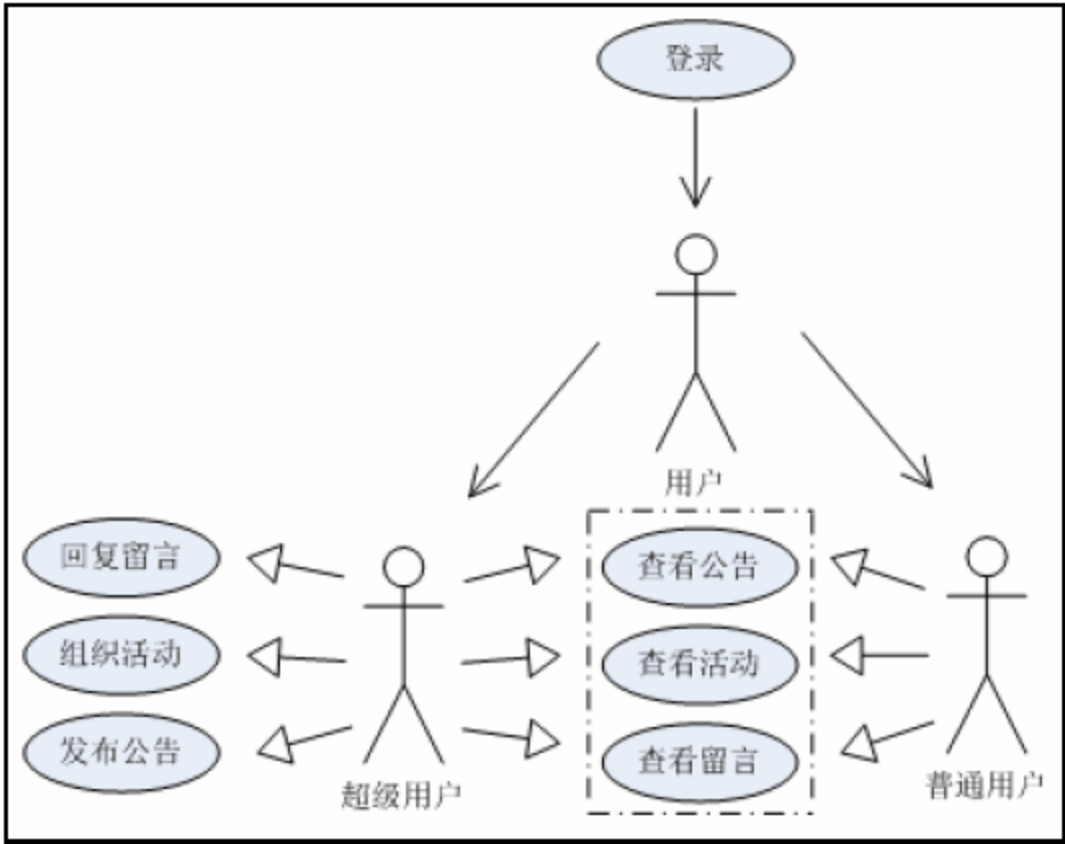 登录
用户
回复留言
组织活动
发布公告
超级用户
查看公告
查看活动
查看留言
普通用户